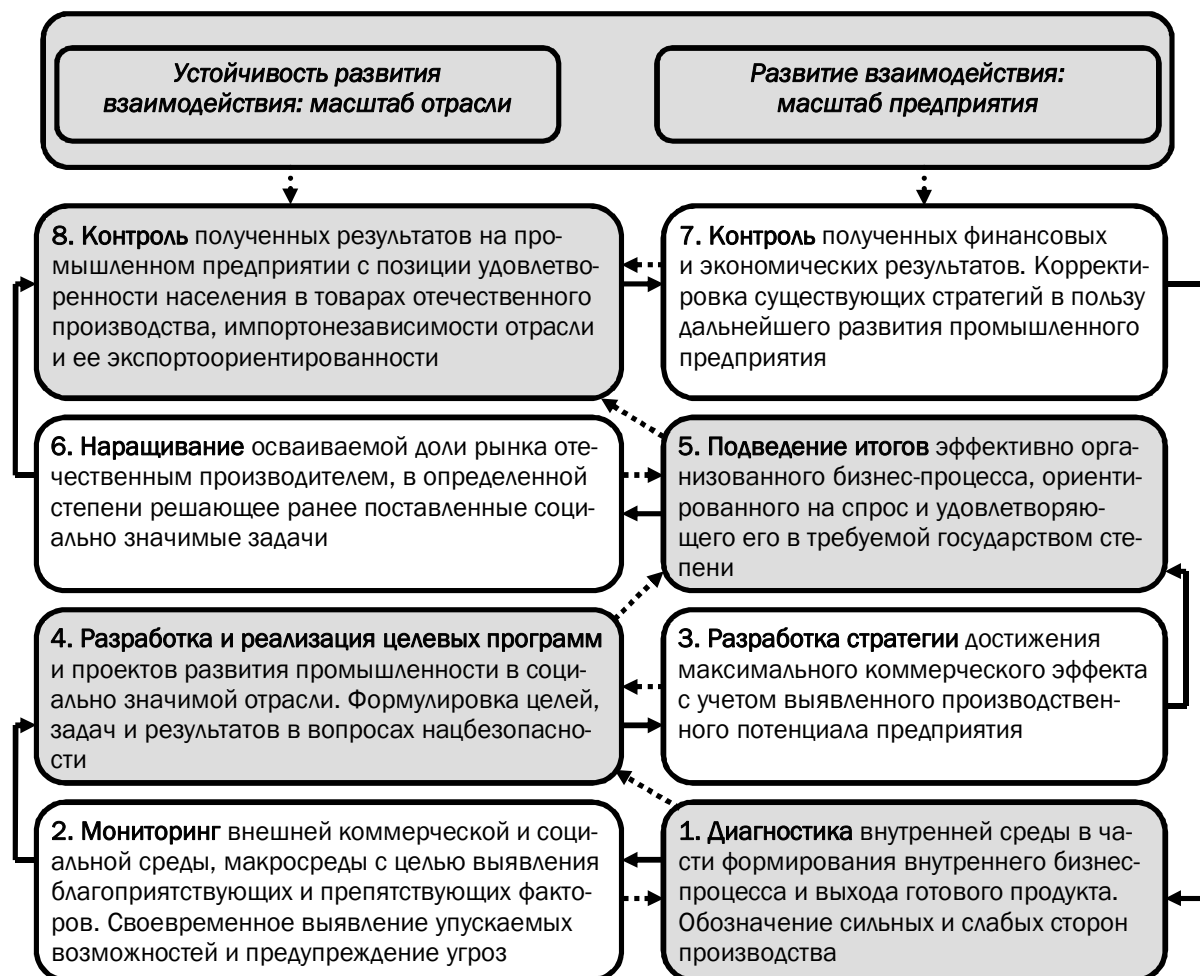 Устойчивость развития
взаимодействия: масштаб отрасли
Развитие взаимодействия:
масштаб предприятия
8. Контроль полученных результатов на про-
мышленном предприятии с позиции удовлетво-
ренности населения в товарах отечественного
производства, импортонезависимости отрасли
и ее экспортоориентированности
7. Контроль полученных финансовых
и экономических результатов. Корректи-
ровка существующих стратегий в пользу
дальнейшего развития промышленного
предприятия
6. Наращивание осваиваемой доли рынка оте-
чественным производителем, в определенной
степени решающее ранее поставленные соци-
ально значимые задачи
5. Подведение итогов эффективно орга-
низованного бизнес-процесса, ориенти-
рованного на спрос и удовлетворяю-
щего его в требуемой государством сте-
пени
4. Разработка и реализация целевых программ
и проектов развития промышленности в соци-
ально значимой отрасли. Формулировка целей,
задач и результатов в вопросах нацбезопасно-
сти
3. Разработка стратегии достижения
максимального коммерческого эффекта
с учетом выявленного производствен-
ного потенциала предприятия
2. Мониторинг внешней коммерческой и соци-
альной среды, макросреды с целью выявления
благоприятствующих и препятствующих факто-
ров. Своевременное выявление упускаемых
возможностей и предупреждение угроз
1. Диагностика внутренней среды в ча-
сти формирования внутреннего бизнес-
процесса и выхода готового продукта.
Обозначение сильных и слабых сторон
производства